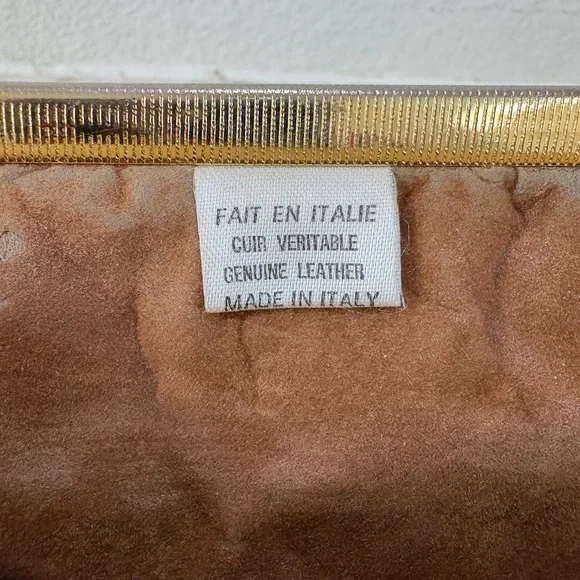 FAIT EN ITALIE
CUIR VERITABLE
GENUINE LEATHER
MADE IN ITALY